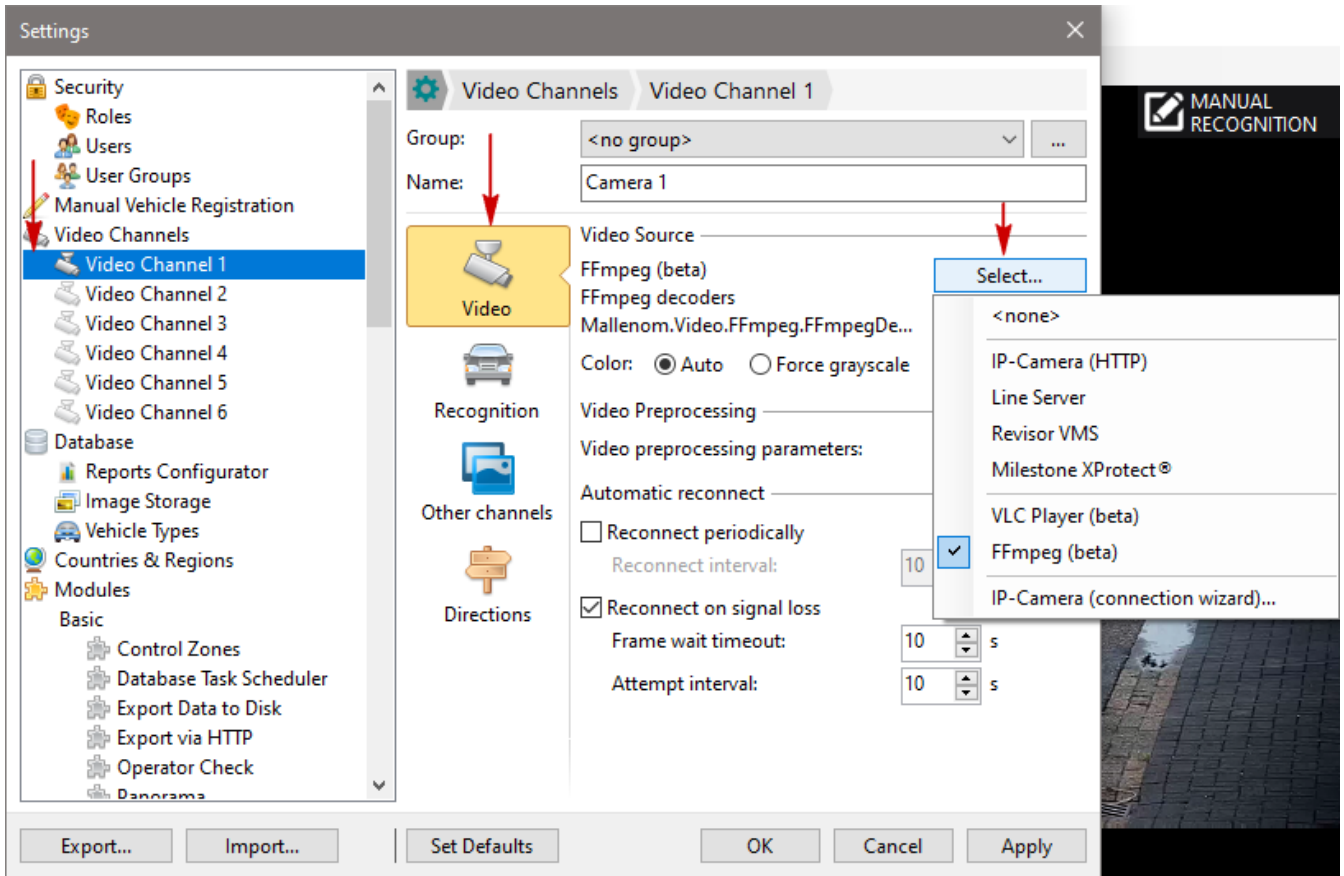 Settings
Security
Roles
Users
User Groups
Manual Vehicle Registration
Video Channels
Video Channel 1
Video Channel 2
Video Channel 3
Video Channel 4
Video Channel 5
Video Channel 6
Database
Reports Configurator
Image Storage
Vehicle Types
Countries & Regions
Modules
Basic
Control Zones
Database Task Scheduler
Export Data to Disk
Export via HTTP
Operator Check
Panorama
Export...
Import...
Video Channels
Video Channel 1
Group:
<no group>
...
Name:
Camera 1
Video
Recognition
Other channels
Directions
Video Source
FFmpeg (beta)
FFmpeg decoders
Mallenom.Video.FFmpeg.FFmpegDe...
Select...
Color:
Auto
Force grayscale
Video Preprocessing
Video preprocessing parameters:
Automatic reconnect
Reconnect periodically
Reconnect interval:
10
Reconnect on signal loss
Frame wait timeout:
10
s
Attempt interval:
10
s
<none>
IP-Camera (HTTP)
Line Server
Revisor VMS
Milestone XProtect®
VLC Player (beta)
FFmpeg (beta)
IP-Camera (connection wizard)...
Set Defaults
OK
Cancel
Apply
MANUAL
RECOGNITION